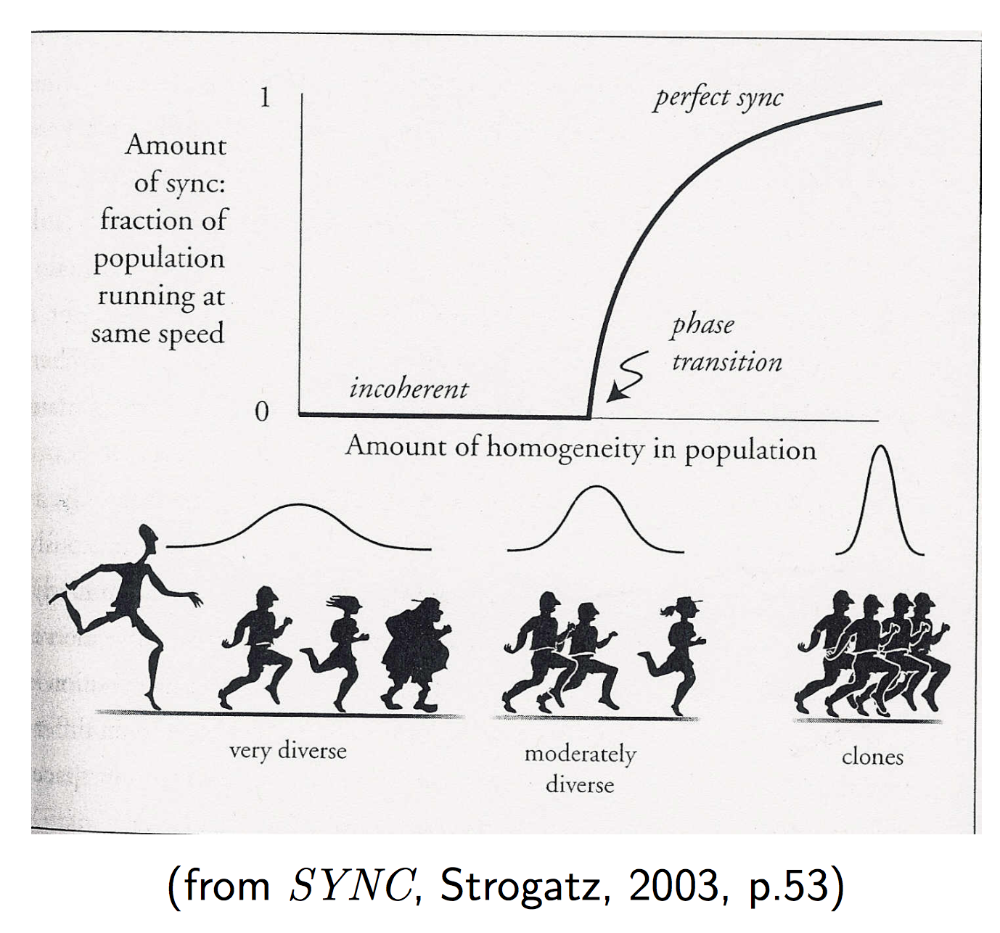 1
perfect sync
Amount
of sync:
fraction of
population
running at
same speed
phase
transition
incoherent
0
Amount of homogeneity in population
very diverse
moderately
diverse
clones
(from SYNC, Strogatz, 2003, p.53)